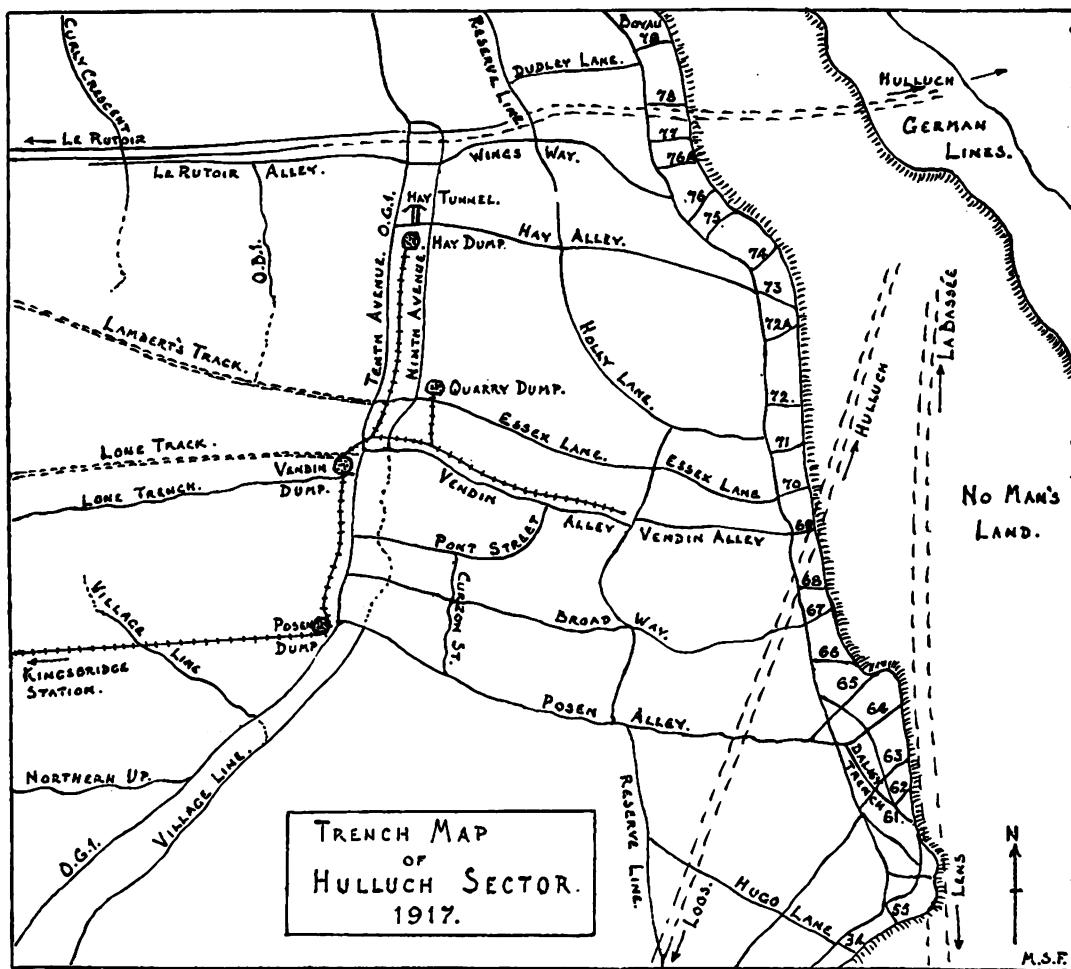 CURLY CRESCENT
RESERVE LINE.
BOYAU
78
DUDLEY LANE.
HULLUCH
GERMAN
LINES.
78
77
76A
← LE RUTOIR
LE RUTOIR ALLEY.
WINGS WAY.
HAY TUNNEL.
O.G.1.
HAY DUMP.
HAY ALLEY.
76
75
74
73
72A
O.B.1.
LAMBERT'S TRACK.
TENTH AVENUE.
NINTH AVENUE.
HOLLY LANE.
LA BASSÉE
HULLUCH
QUARRY DUMP.
72.
71
ESSEX LANE.
ESSEX LANE
70
LONE TRACK.
VENDIN
DUMP.
LONE TRENCH.
VENDIN
ALLEY
VENDIN ALLEY
69
NO MAN'S
LAND.
PONT STREET
CURZON ST.
68
67
VILLAGE
LINE
POSEN
DUMP.
BROAD WAY.
← KINGSBRIDGE
STATION.
66
65
64
POSEN ALLEY.
63
62
61
DALEY
TRENCH
NORTHERN UP.
O.G.1.
VILLAGE LINE.
RESERVE
LINE.
HUGO LANE
LOOS.
55
34
LENS
TRENCH MAP
OF
HULLUCH SECTOR.
1917.
N
M.S.F.